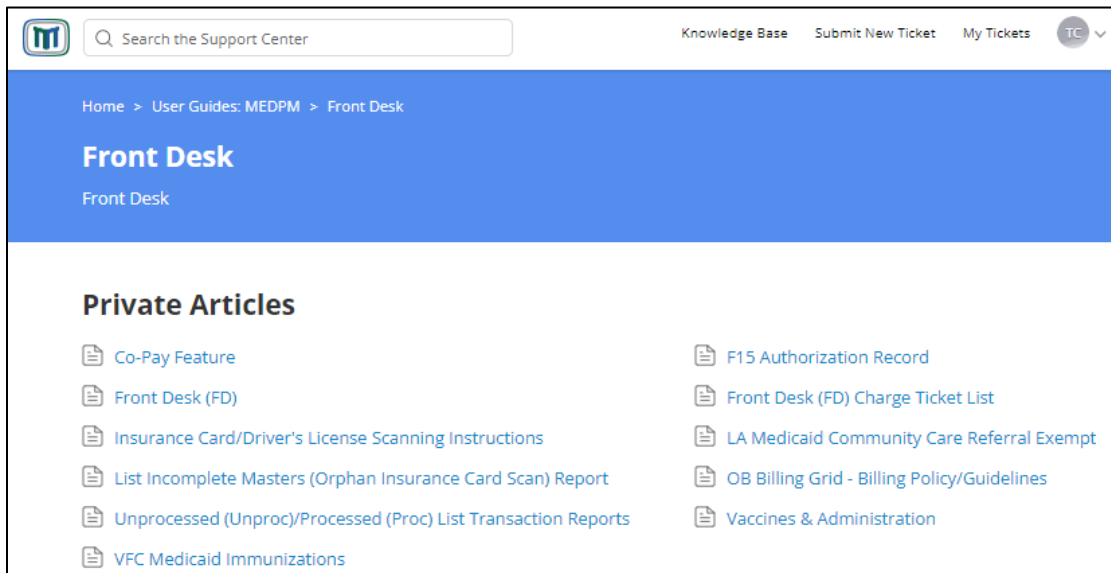 Search the Support Center
Knowledge Base Submit New Ticket My Tickets TC
Home > User Guides: MEDPM > Front Desk
Front Desk
Front Desk
Private Articles
Co-Pay Feature
Front Desk (FD)
Insurance Card/Driver's License Scanning Instructions
List Incomplete Masters (Orphan Insurance Card Scan) Report
Unprocessed (Unproc)/Processed (Proc) List Transaction Reports
VFC Medicaid Immunizations
F15 Authorization Record
Front Desk (FD) Charge Ticket List
LA Medicaid Community Care Referral Exempt
OB Billing Grid - Billing Policy/Guidelines
Vaccines & Administration